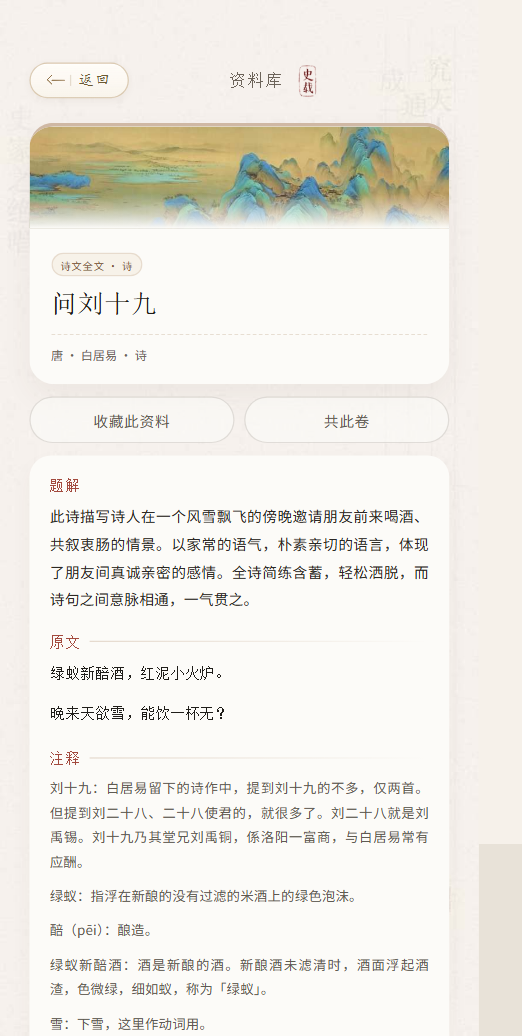 返回
资料库
史载
诗文全文 · 诗
问刘十九
唐 · 白居易 · 诗
收藏此资料
共此卷
题解
此诗描写诗人在一个风雪飘飞的傍晚邀请朋友前来喝酒、
共叙衷肠的情景。以家常的语气，朴素亲切的语言，体现
了朋友间真诚亲密的感情。全诗简练含蓄，轻松洒脱，而
诗句之间意脉相通，一气贯之。
原文
绿蚁新醅酒，红泥小火炉。
晚来天欲雪，能饮一杯无？
注释
刘十九：白居易留下的诗作中，提到刘十九的不多，仅两首。
但提到刘二十八、二十八使君的，就很多了。刘二十八就是刘
禹锡。刘十九乃其堂兄刘禹铜，係洛阳一富商，与白居易常有
应酬。
绿蚁：指浮在新酿的没有过滤的米酒上的绿色泡沫。
醅（pēi）：酿造。
绿蚁新醅酒：酒是新酿的酒。新酿酒未滤清时，酒面浮起酒
渣，色微绿，细如蚁，称为「绿蚁」。
雪：下雪，这里作动词用。